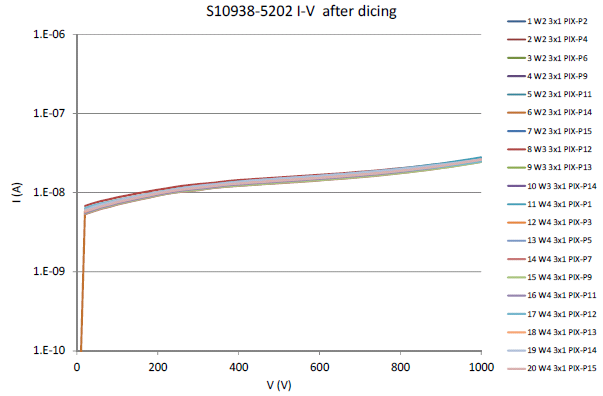 S10938-5202 I-V after dicing
1.E-06
1.E-07
1.E-08
1.E-09
1.E-10
I (A)
0
200
400
600
800
1000
V (V)
1 W2 3x1 PIX-P2
2 W2 3x1 PIX-P4
3 W2 3x1 PIX-P6
4 W2 3x1 PIX-P9
5 W2 3x1 PIX-P11
6 W2 3x1 PIX-P14
7 W2 3x1 PIX-P15
8 W3 3x1 PIX-P12
9 W3 3x1 PIX-P13
10 W3 3x1 PIX-P14
11 W4 3x1 PIX-P1
12 W4 3x1 PIX-P3
13 W4 3x1 PIX-P5
14 W4 3x1 PIX-P7
15 W4 3x1 PIX-P9
16 W4 3x1 PIX-P11
17 W4 3x1 PIX-P12
18 W4 3x1 PIX-P13
19 W4 3x1 PIX-P14
20 W4 3x1 PIX-P15